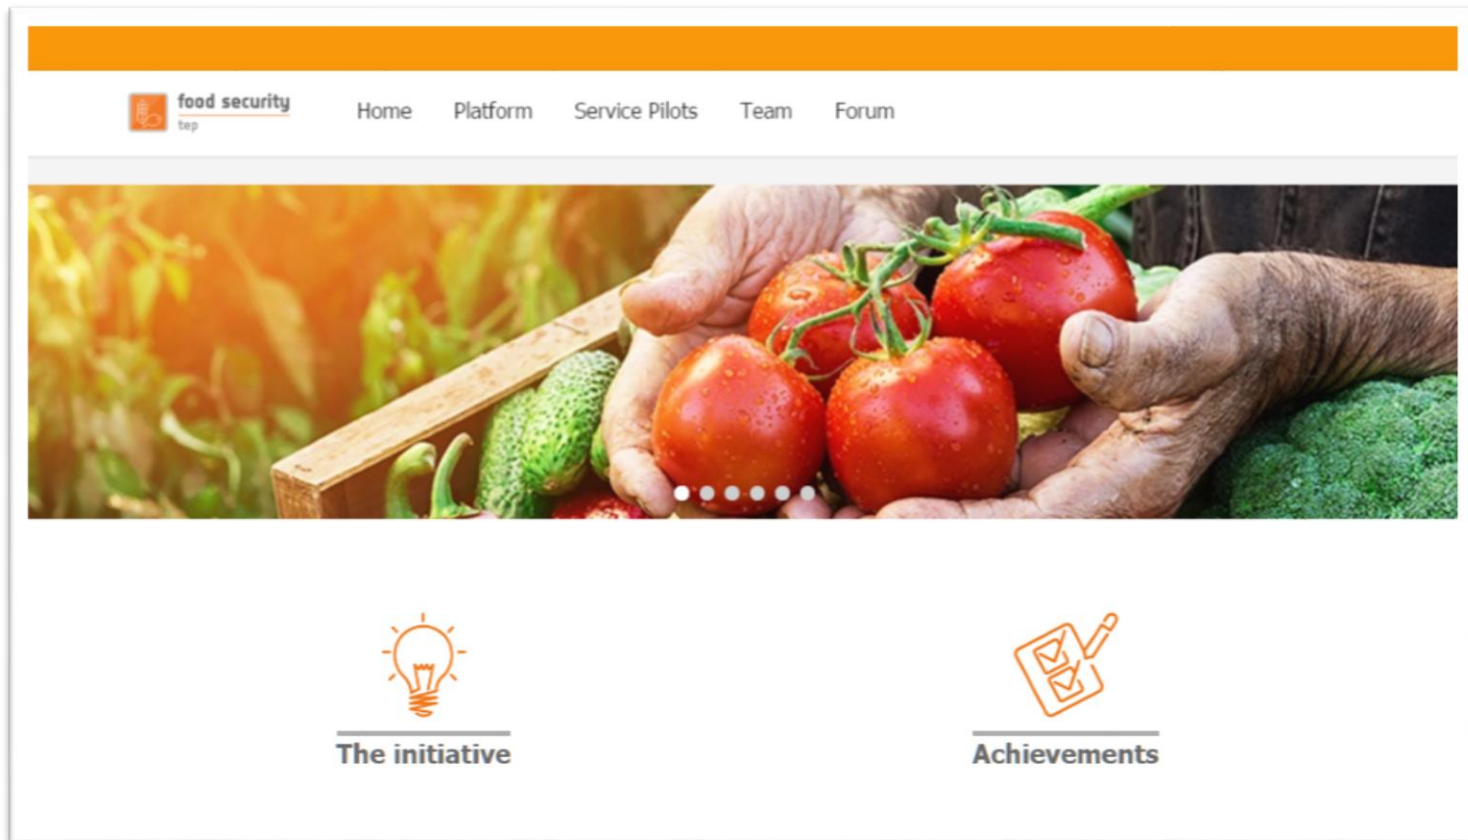 food security
tep
Home Platform Service Pilots Team Forum
The initiative
Achievements